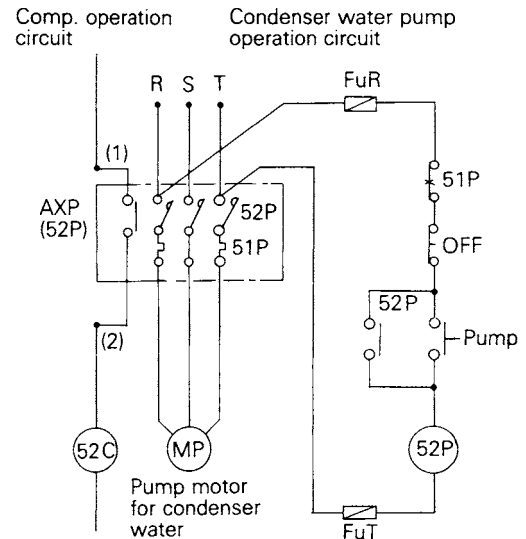 Comp. operation
circuit
Condenser water pump
operation circuit
FuR
R S T
(1)
51P
AXP
(52P)
52P
51P
OFF
52P
Pump
(2)
52C
MP
52P
Pump motor
for condenser
water
FuT